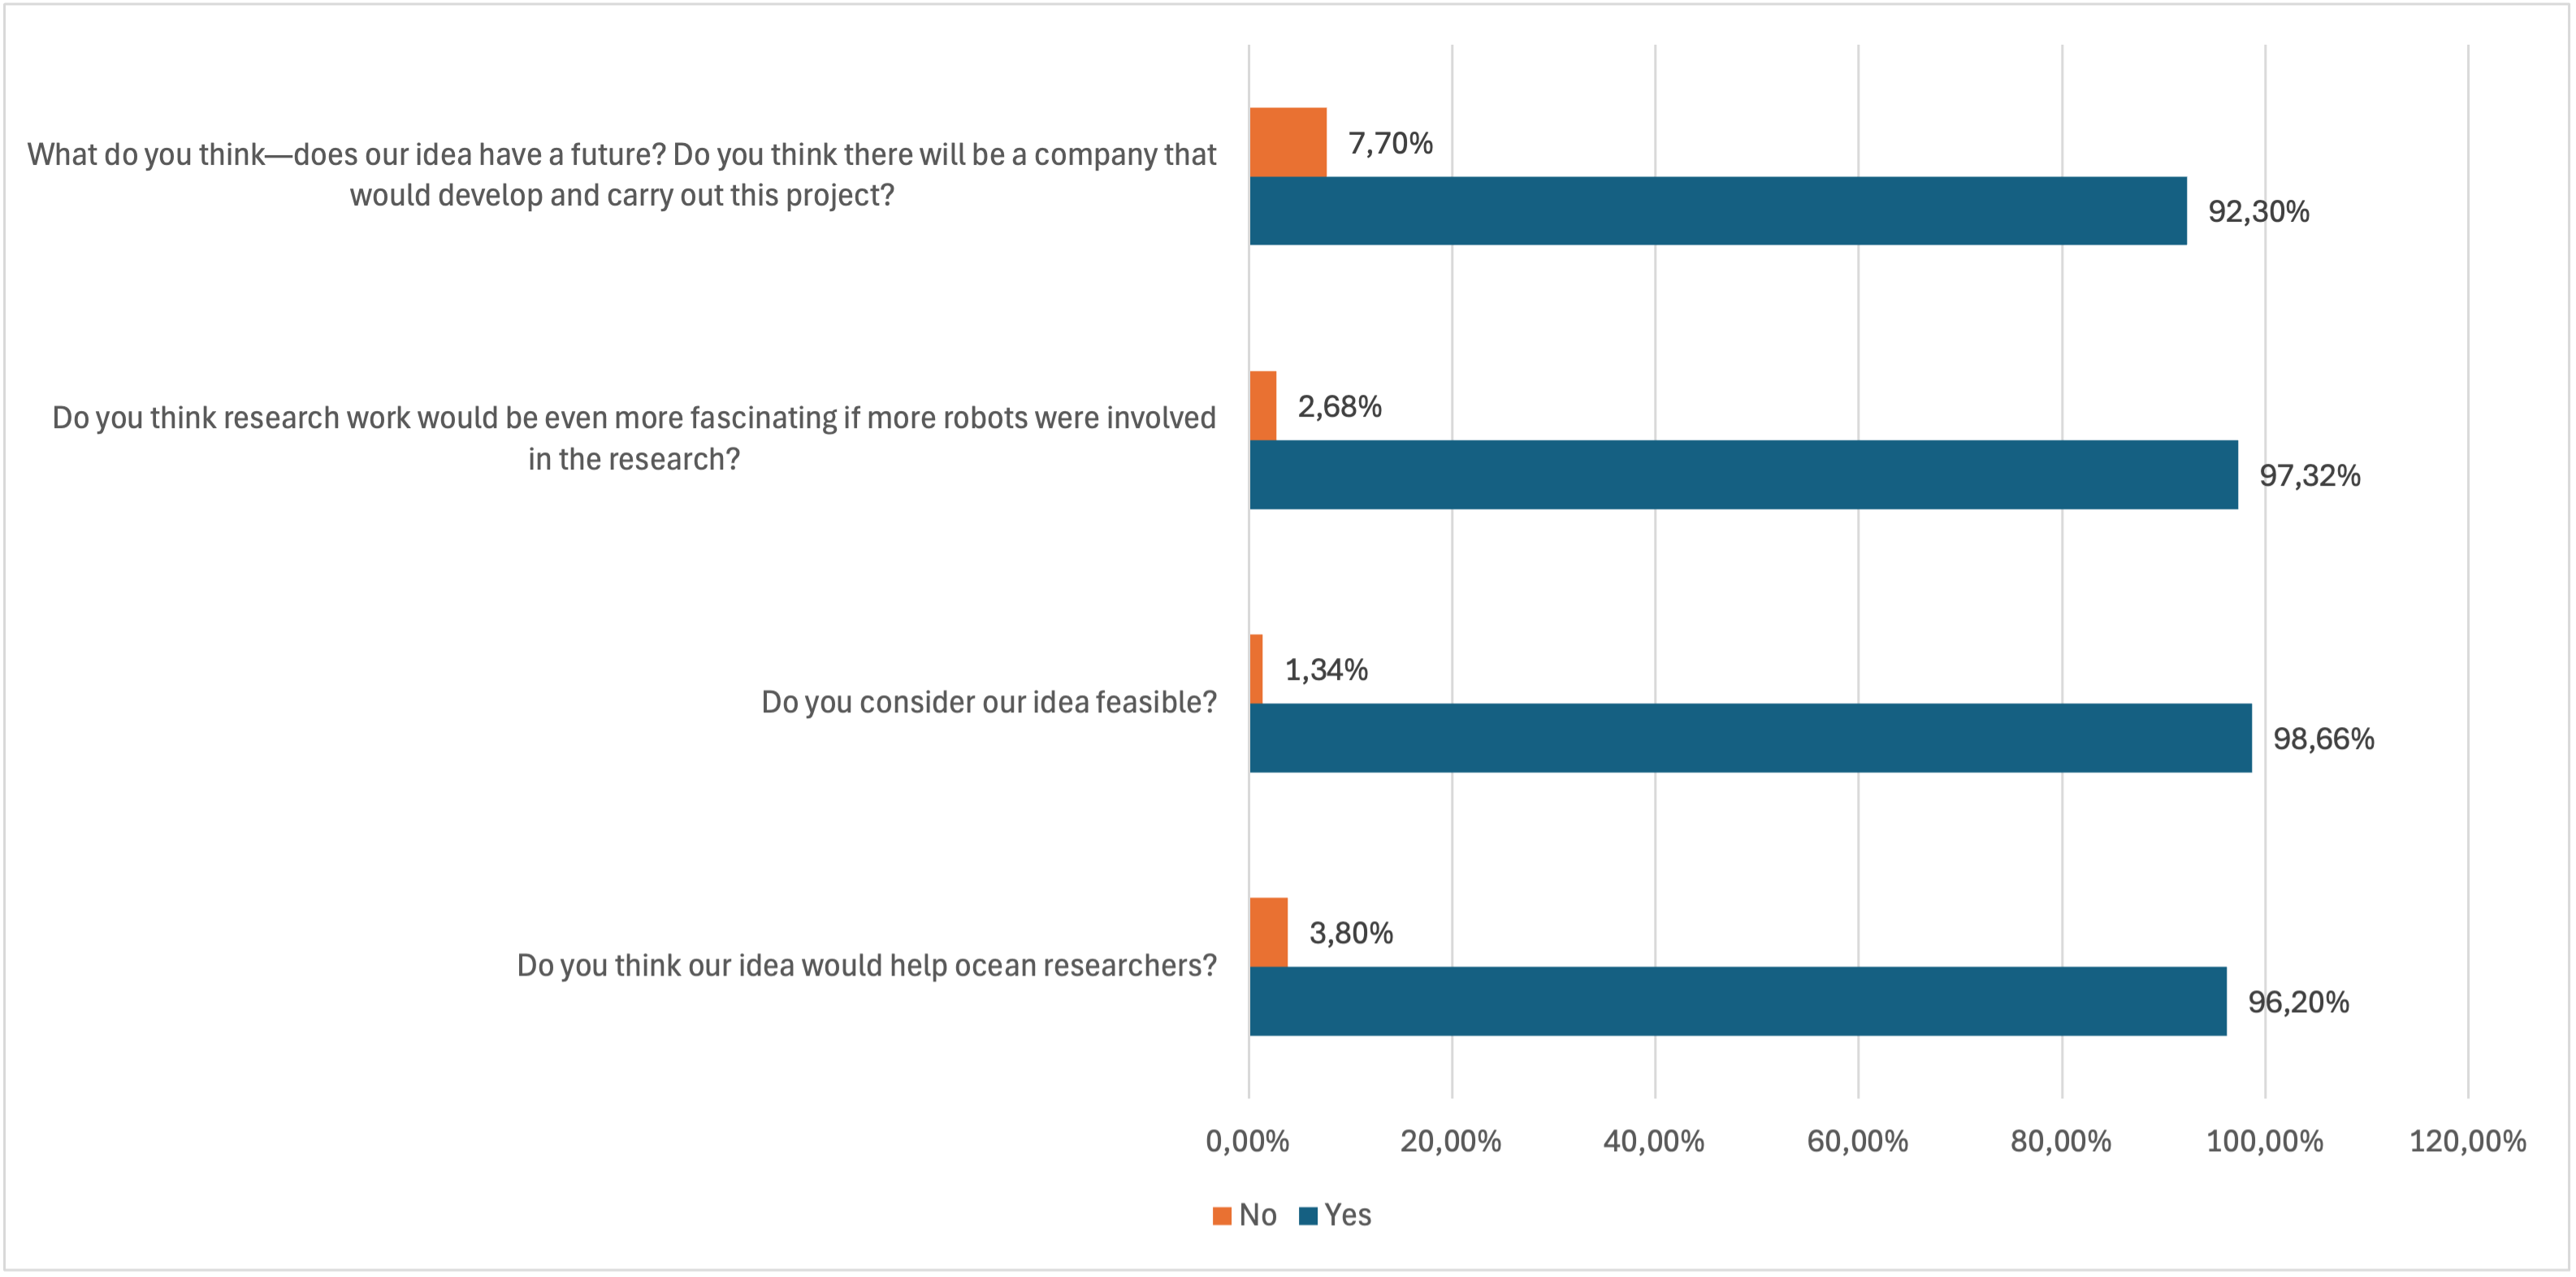 What do you think—does our idea have a future? Do you think there will be a company that
would develop and carry out this project?
7,70%
92,30%
Do you think research work would be even more fascinating if more robots were involved
in the research?
2,68%
97,32%
Do you consider our idea feasible?
1,34%
98,66%
Do you think our idea would help ocean researchers?
3,80%
96,20%
0,00% 20,00% 40,00% 60,00% 80,00% 100,00% 120,00%
No Yes